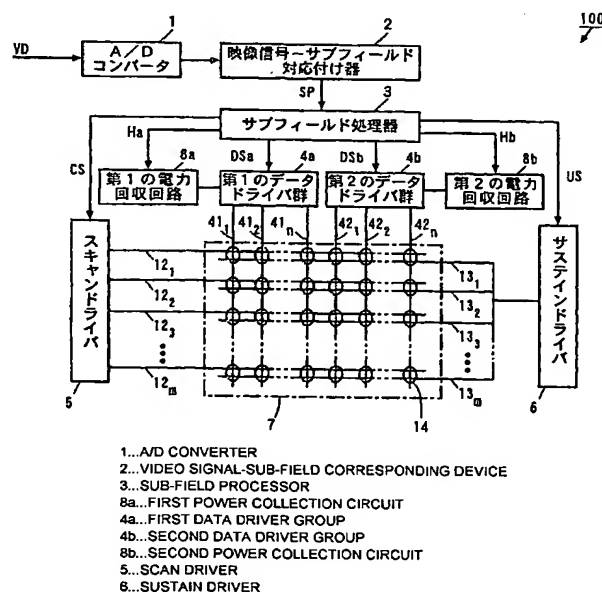 100
1
2
VD
A/D
コンバータ
映像信号ーサブフィールド
対応付け器
SP
3
サブフィールド処理器
CS
Ha
DSa
DSb
Hb
US
8a
4a
4b
8b
第1の電力
回収回路
第1のデータ
ドライバ群
第2のデータ
ドライバ群
第2の電力
回収回路
41₁ 41₂ 41ₙ 42₁ 42₂ 42ₙ
スキャンドライバ
サステインドライバ
12₁
12₂
12₃
12ₘ
13₁
13₂
13₃
13ₘ
5
7
14
6
1...A/D CONVERTER
2...VIDEO SIGNAL-SUB-FIELD CORRESPONDING DEVICE
3...SUB-FIELD PROCESSOR
8a...FIRST POWER COLLECTION CIRCUIT
4a...FIRST DATA DRIVER GROUP
4b...SECOND DATA DRIVER GROUP
8b...SECOND POWER COLLECTION CIRCUIT
5...SCAN DRIVER
6...SUSTAIN DRIVER